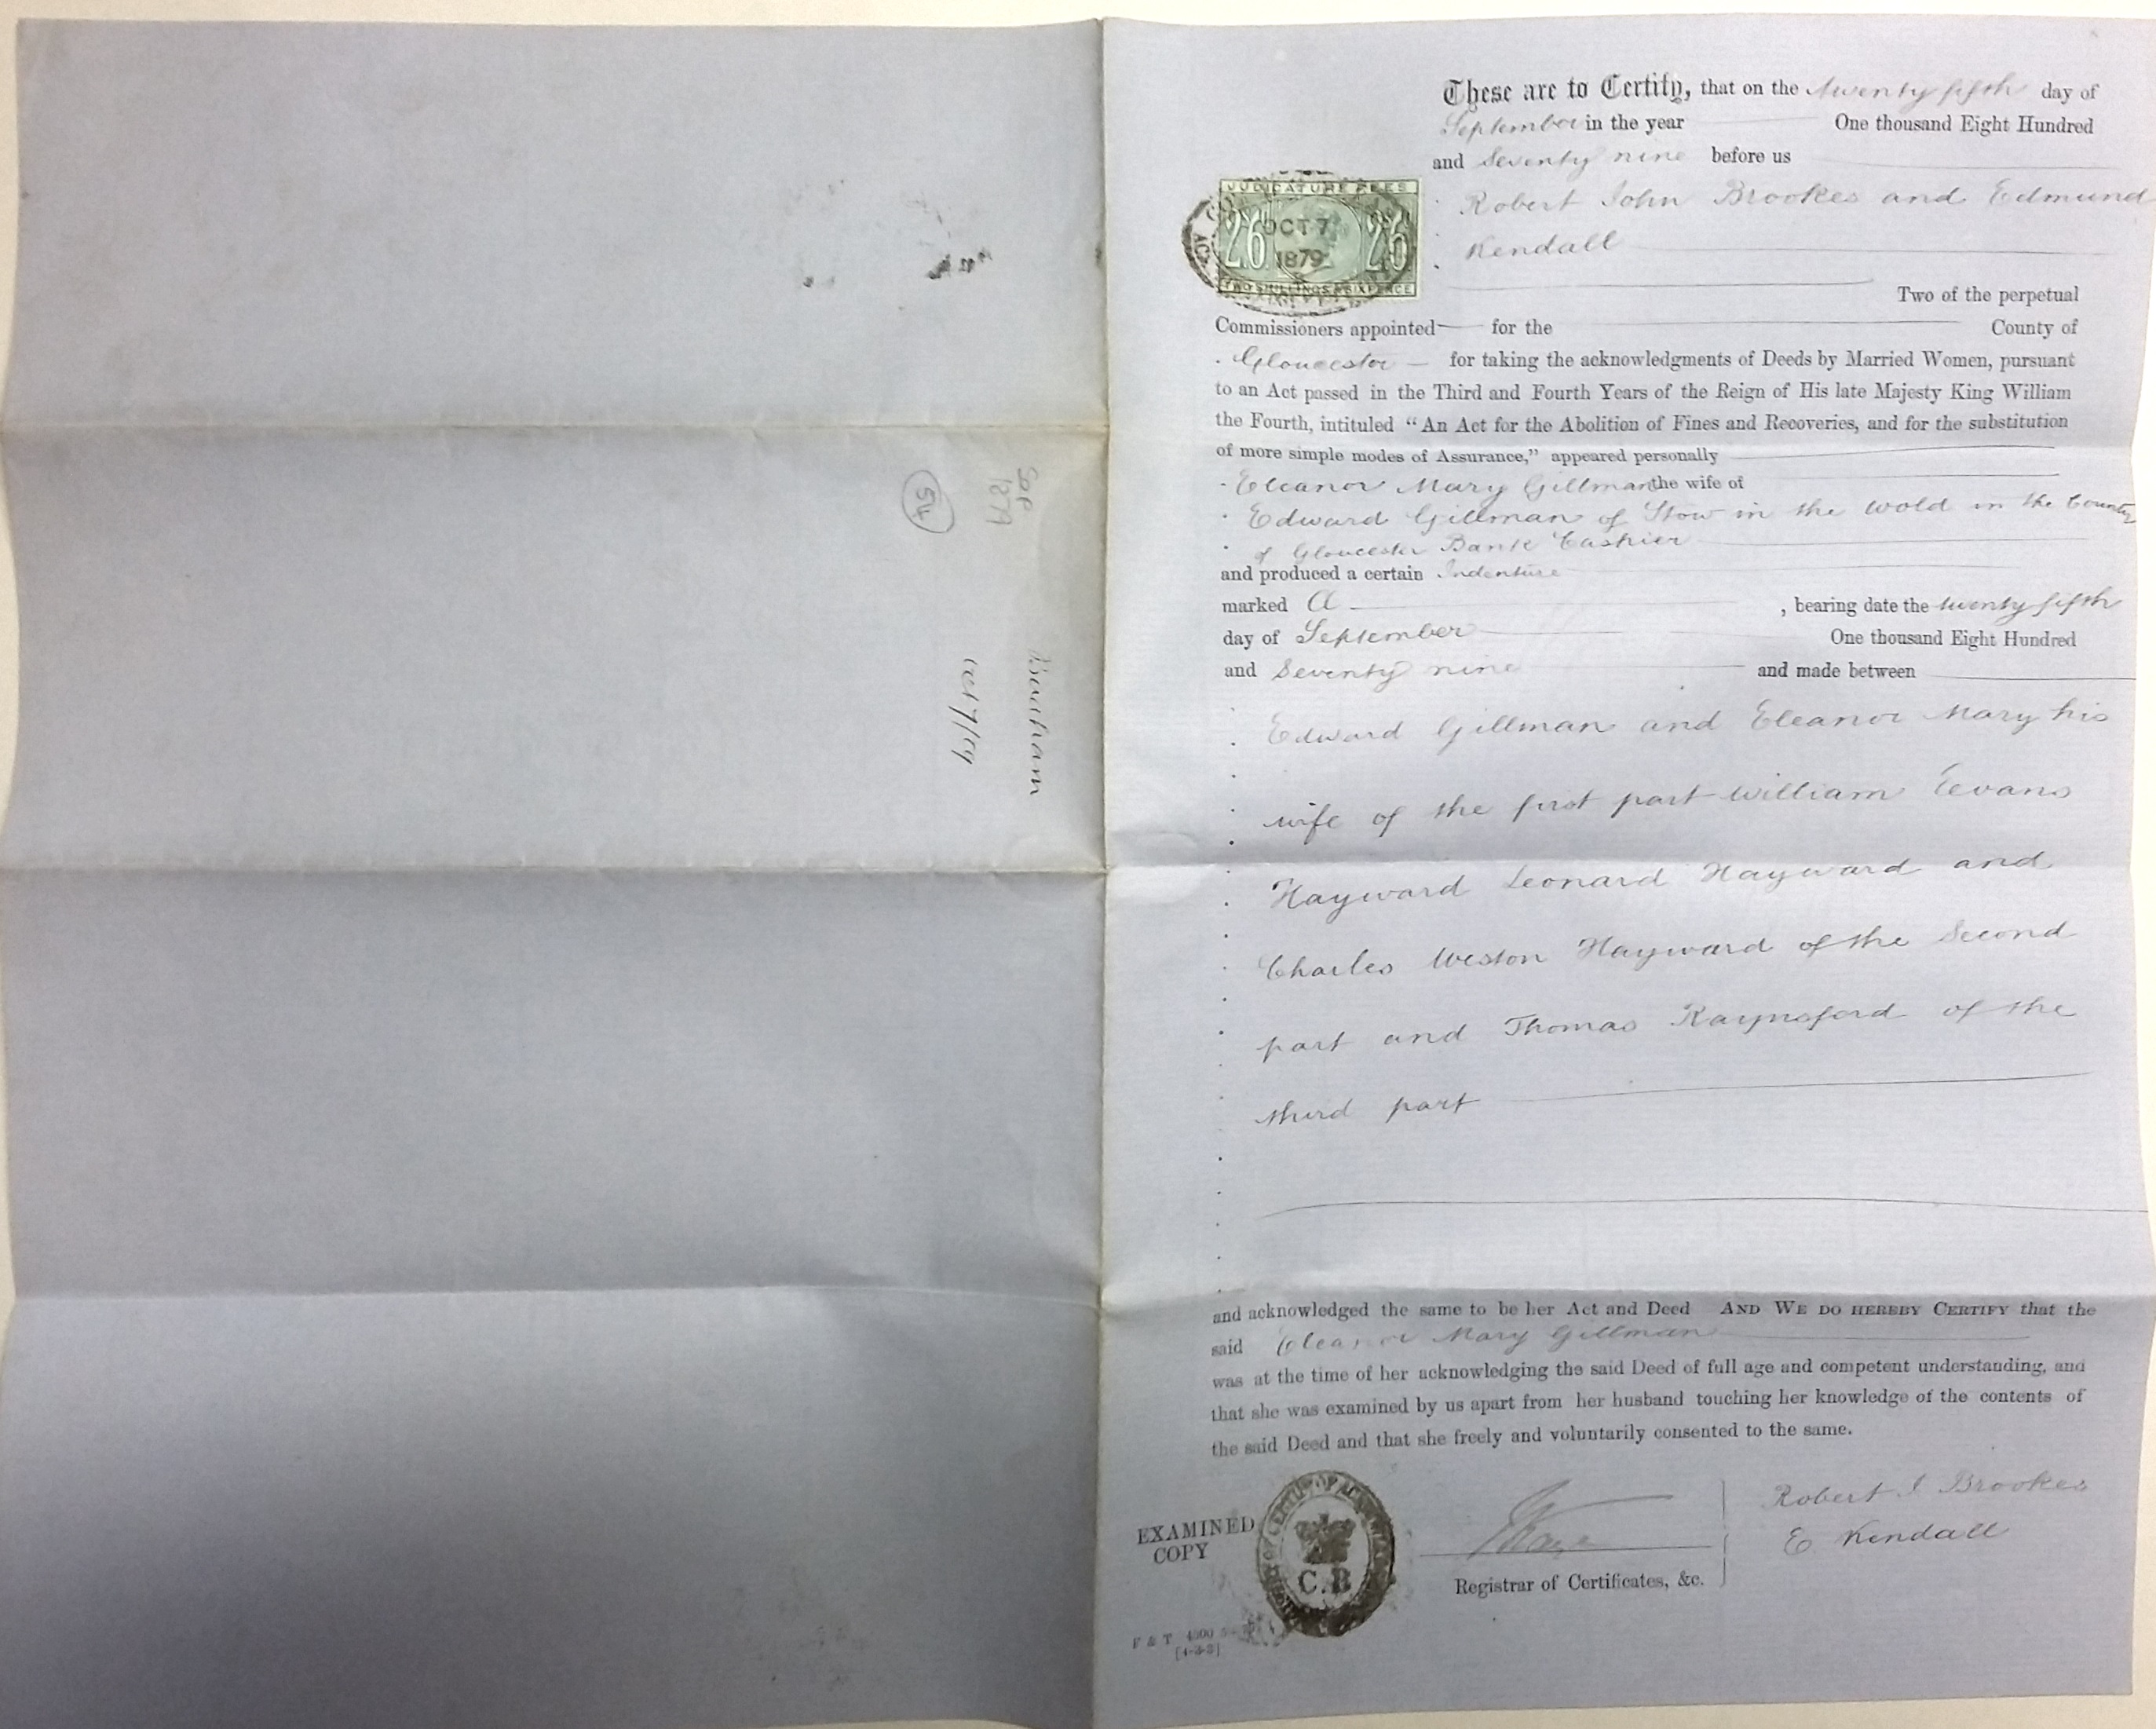 Sep
1879
54
Oct 7/79
These are to Certify, that on the twenty fifth day of
September in the year One thousand Eight Hundred
and Seventy nine before us
Robert John Brookes and Edmund
Kendall
JUDICATURE FEES
2/6 OCT 7 2/6
1879
TWO SHILLINGS & SIXPENCE
Two of the perpetual
Commissioners appointed for the County of
Gloucester for taking the acknowledgments of Deeds by Married Women, pursuant
to an Act passed in the Third and Fourth Years of the Reign of His late Majesty King William
the Fourth, intituled "An Act for the Abolition of Fines and Recoveries, and for the substitution
of more simple modes of Assurance," appeared personally
Eleanor Mary Gillman the wife of
Edward Gillman of Stow in the Wold in the County
of Gloucester Bank Cashier
and produced a certain Indenture
marked A , bearing date the twenty fifth
day of September One thousand Eight Hundred
and Seventy nine and made between
Edward Gillman and Eleanor Mary his
wife of the first part William Eevans
Hayward Leonard Hayward and
Charles Weston Hayward of the Second
part and Thomas Raynsford of the
third part
and acknowledged the same to be her Act and Deed AND WE DO HEREBY CERTIFY that the
said Eleanor Mary Gillman
was at the time of her acknowledging the said Deed of full age and competent understanding, and
that she was examined by us apart from her husband touching her knowledge of the contents of
the said Deed and that she freely and voluntarily consented to the same.
EXAMINED
COPY
C.B
Registrar of Certificates, &c.
Robert J Brookes
E Kendall
F & T 4500